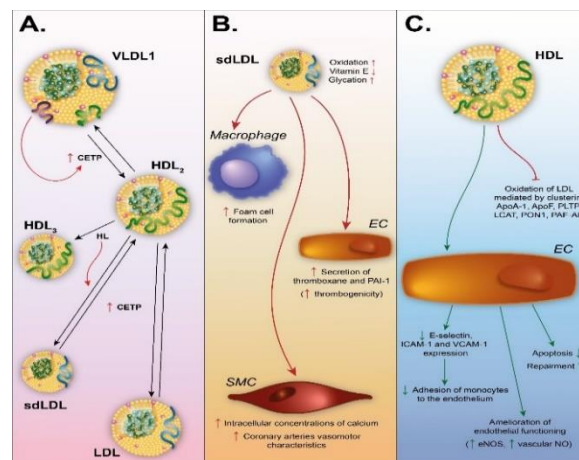 A.
VLDL1
↑ CETP
HDL2
HDL3
HL
↑ CETP
sdLDL
LDL
B.
sdLDL
Oxidation ↑
Vitamin E ↓
Glycation ↑
Macrophage
↑ Foam cell
formation
EC
↑ Secretion of
thromboxane and PAI-1
(↑ thrombogenicity)
SMC
↑ Intracellular concentrations of calcium
↑ Coronary arteries vasomotor
characteristics
C.
HDL
Oxidation of LDL
mediated by clusterin
ApoA-1, ApoF, PLTP
LCAT, PON1, PAF-A
EC
↓ E-selectin,
ICAM-1 and VCAM-1
expression
↓ Adhesion of monocytes
to the endothelium
Apoptosis ↓
Repairment
Amelioration of
endothelial functioning
(↑ eNOS, ↑ vascular NO)